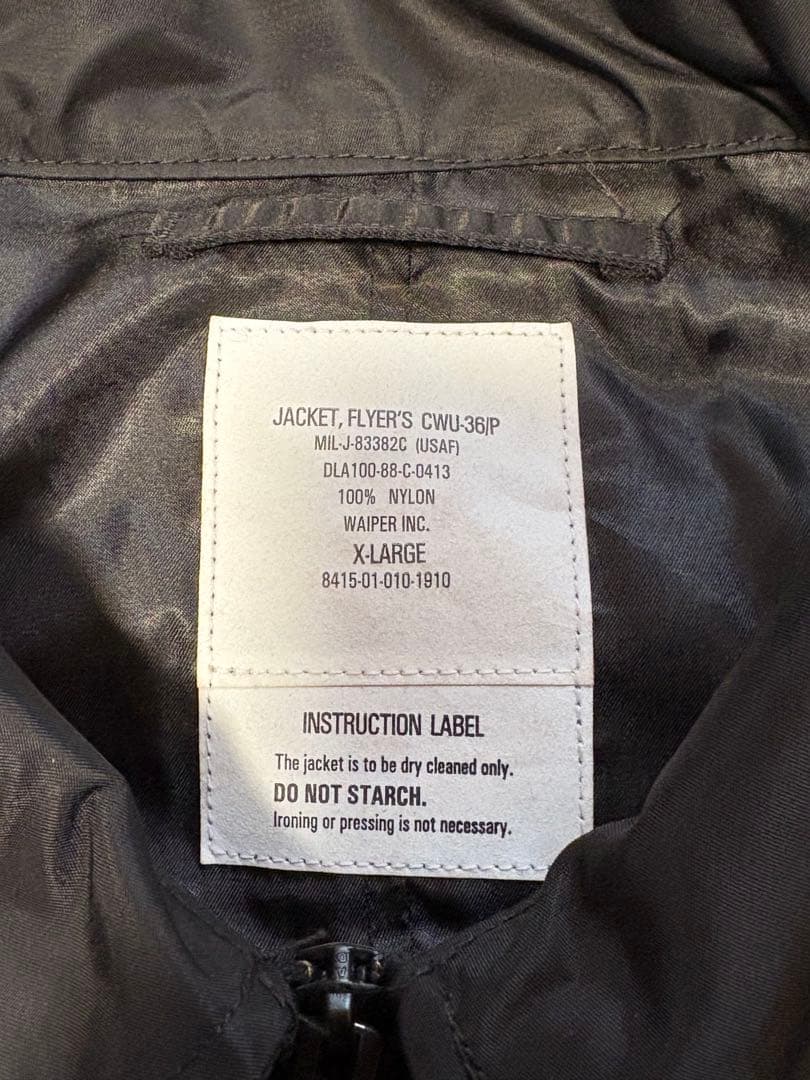 JACKET, FLYER'S CWU-36/P
MIL-J-83382C (USAF)
DLA100-88-C-0413
100% NYLON
WAIPER INC.
X-LARGE
8415-01-010-1910
INSTRUCTION LABEL
The jacket is to be dry cleaned only.
DO NOT STARCH.
Ironing or pressing is not necessary.